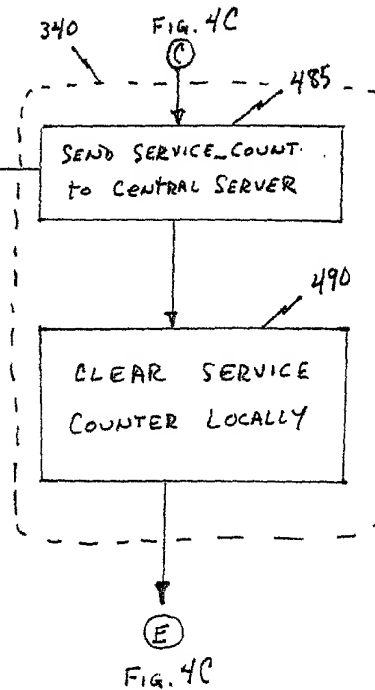 340
FIG. 4C
C
485
SEND SERVICE_COUNT.
to CENTRAL SERVER
490
CLEAR SERVICE
COUNTER LOCALLY
E
FIG. 4C